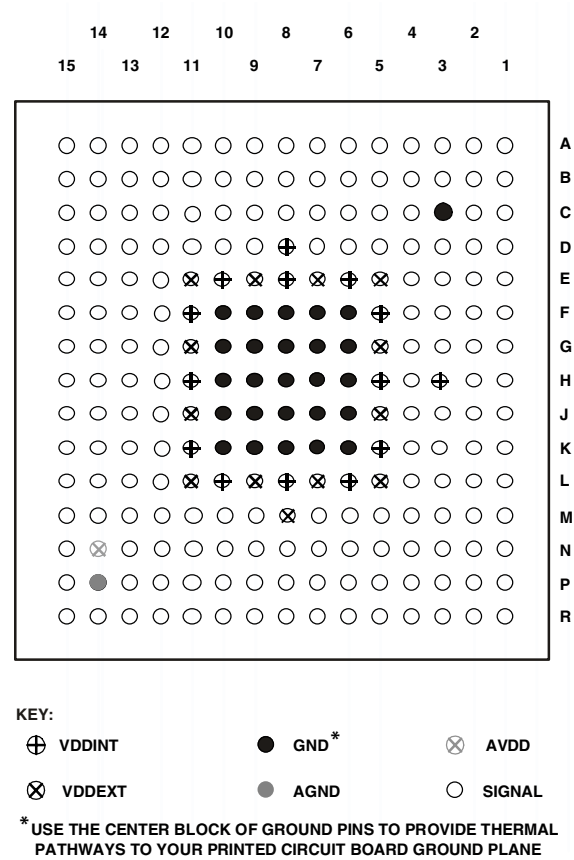 14 12 10 8 6 4 2
15 13 11 9 7 5 3 1
A
B
C
D
E
F
G
H
J
K
L
M
N
P
R
KEY:
VDDINT GND* AVDD
VDDEXT AGND SIGNAL
*USE THE CENTER BLOCK OF GROUND PINS TO PROVIDE THERMAL
PATHWAYS TO YOUR PRINTED CIRCUIT BOARD GROUND PLANE